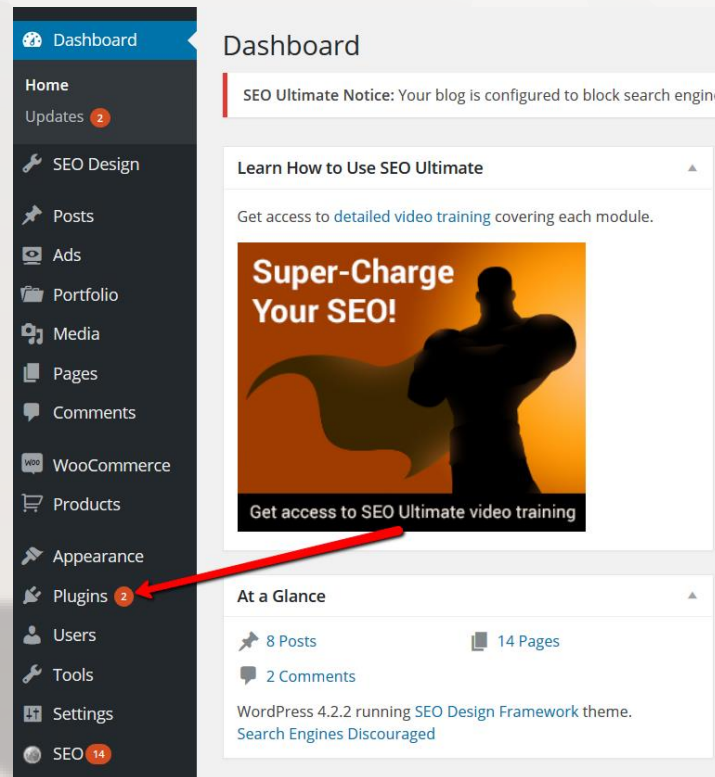 Dashboard
Home
Updates 2
SEO Design
Posts
Ads
Portfolio
Media
Pages
Comments
WOO WooCommerce
Products
Appearance
Plugins 2
Users
Tools
Settings
SEO 14
Dashboard
SEO Ultimate Notice: Your blog is configured to block search
Learn How to Use SEO Ultimate
Get access to detailed video training covering each module.
Super-Charge
Your SEO!
Get access to SEO Ultimate video training
At a Glance
8 Posts
14 Pages
2 Comments
WordPress 4.2.2 running SEO Design Framework theme.
Search Engines Discouraged